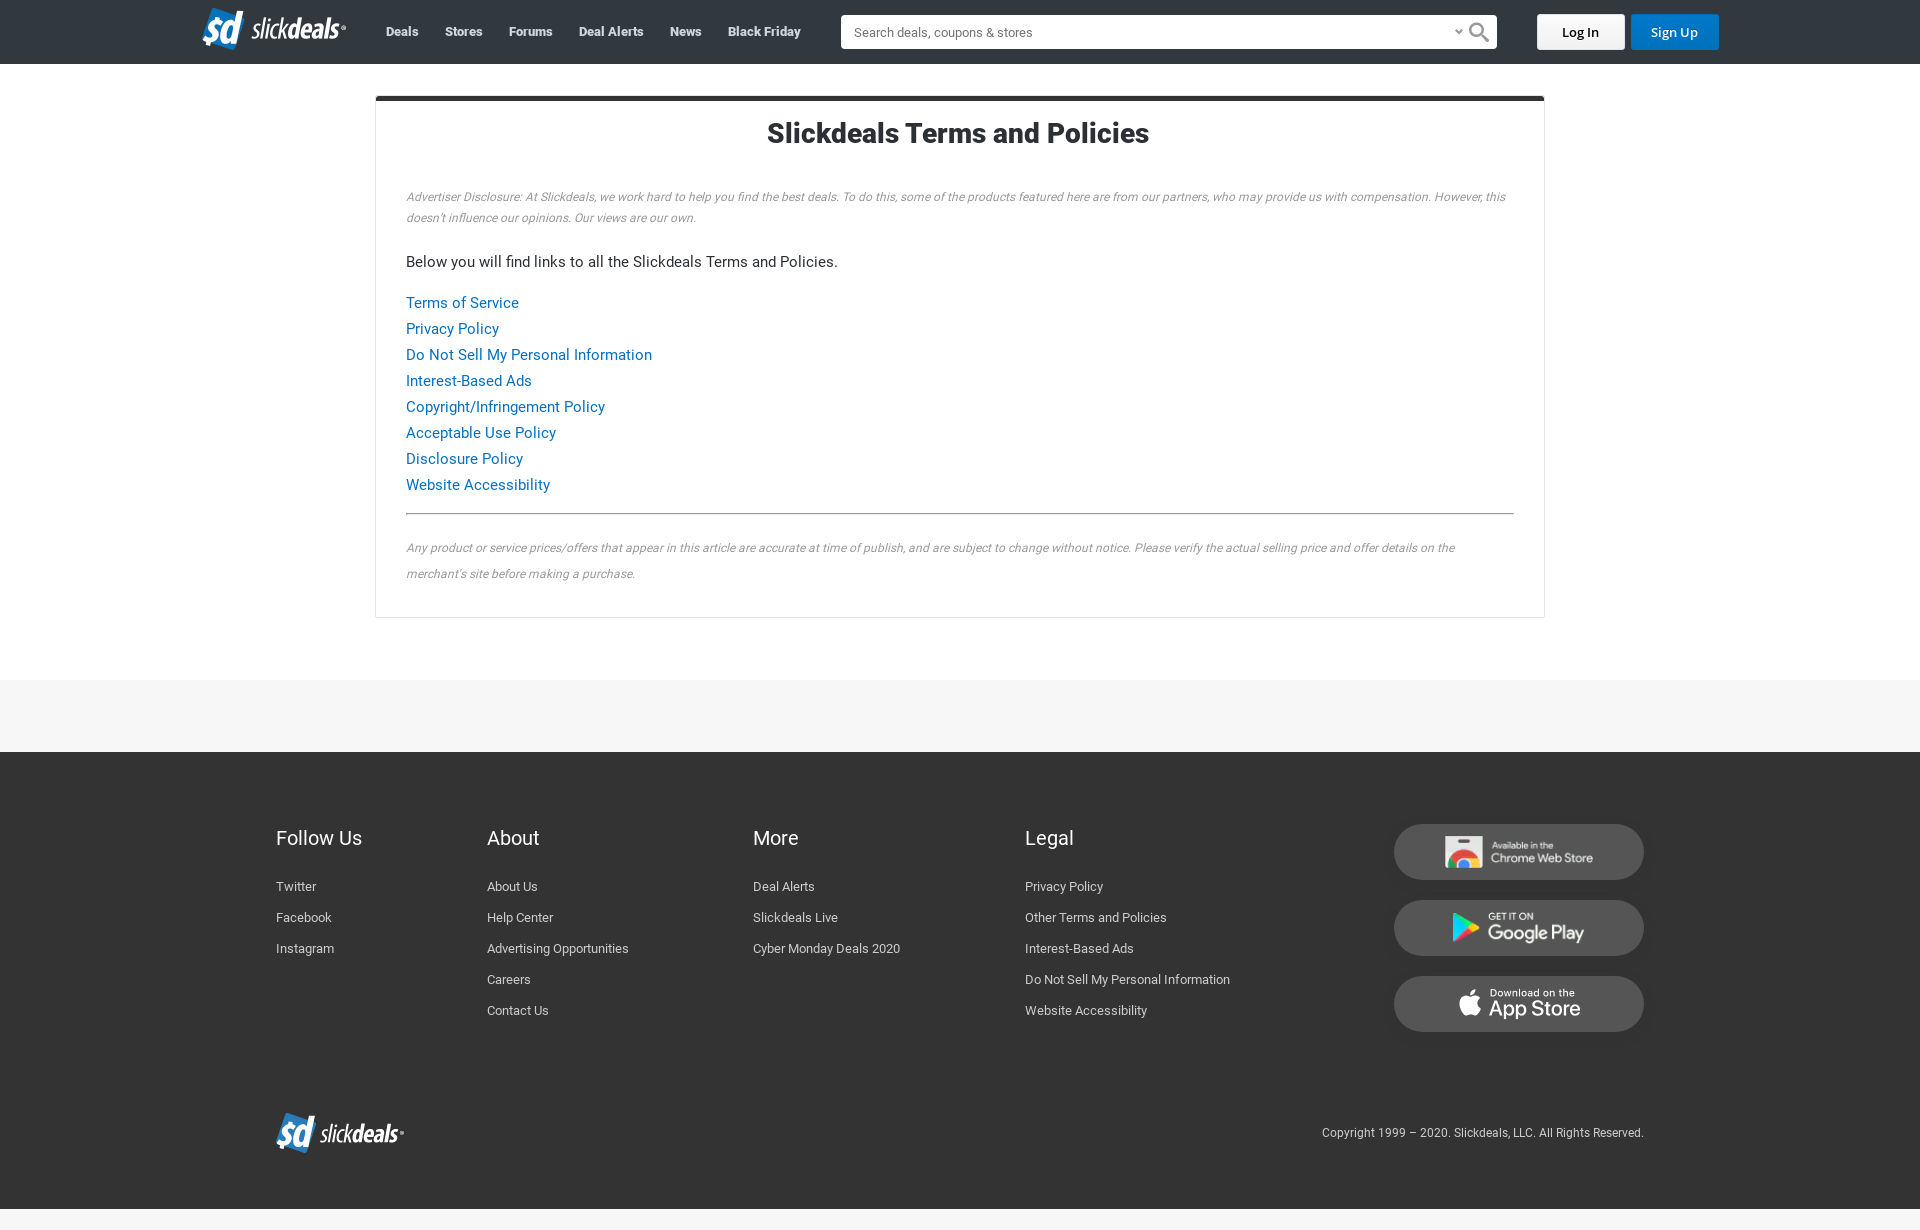 sd slickdeals
Deals Stores Forums Deal Alerts News Black Friday
Search deals, coupons & stores
Log In
Sign Up
Slickdeals Terms and Policies
Advertiser Disclosure: At Slickdeals, we work hard to help you find the best deals. To do this, some of the products featured here are from our partners, who may provide us with compensation. However, this
doesn’t influence our opinions. Our views are our own.
Below you will find links to all the Slickdeals Terms and Policies.
Terms of Service
Privacy Policy
Do Not Sell My Personal Information
Interest-Based Ads
Copyright/Infringement Policy
Acceptable Use Policy
Disclosure Policy
Website Accessibility
Any product or service prices/offers that appear in this article are accurate at time of publish, and are subject to change without notice. Please verify the actual selling price and offer details on the
merchant's site before making a purchase.
Follow Us
Twitter
Facebook
Instagram
About
About Us
Help Center
Advertising Opportunities
Careers
Contact Us
More
Deal Alerts
Slickdeals Live
Cyber Monday Deals 2020
Legal
Privacy Policy
Other Terms and Policies
Interest-Based Ads
Do Not Sell My Personal Information
Website Accessibility
Available in the
Chrome Web Store
GET IT ON
Google Play
Download on the
App Store
sd slickdeals
Copyright 1999 – 2020. Slickdeals, LLC. All Rights Reserved.